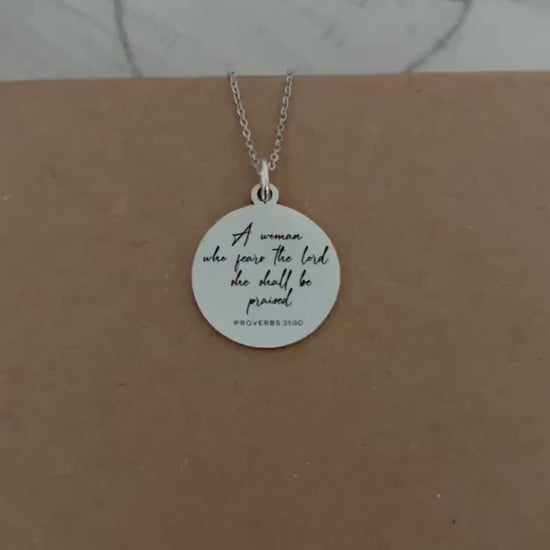 A woman
who fears the lord
she shall be
praised
PROVERBS 31:30